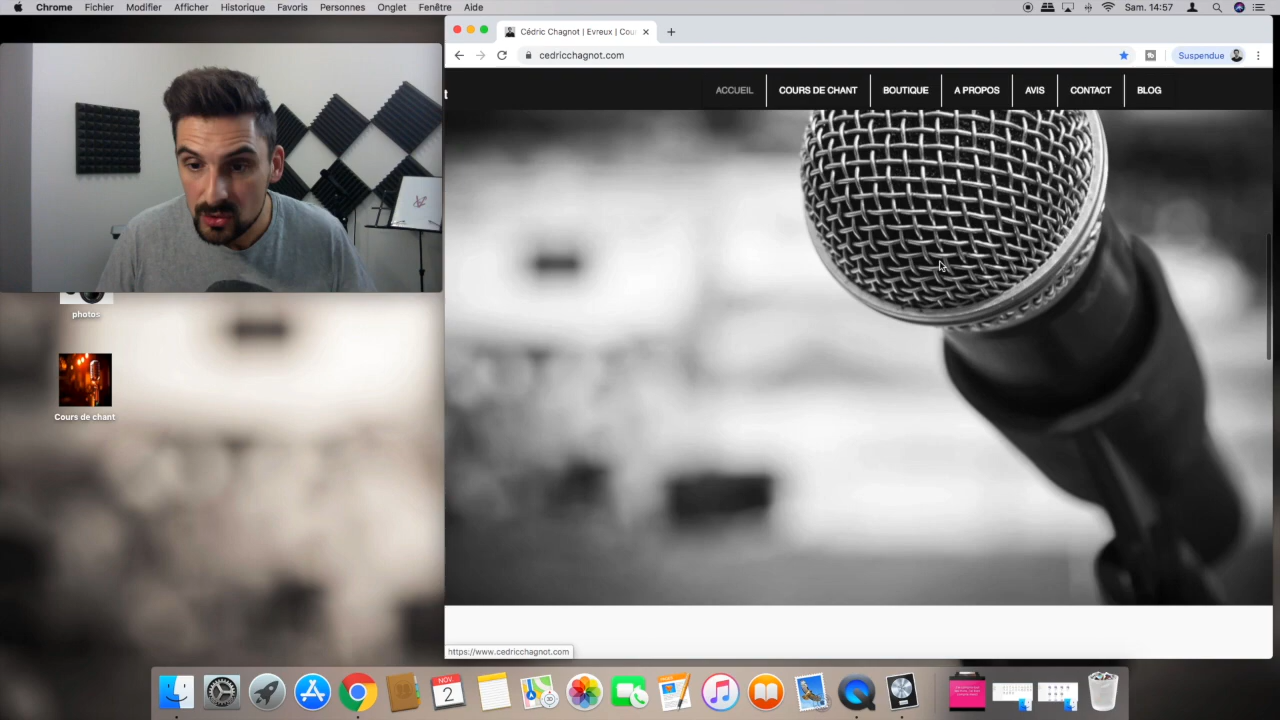 Chrome Fichier Modifier Afficher Historique Favoris Personnes Onglet Fenêtre Aide Sam. 14:57
Cédric Chagnot | Evreux | Cou
cedricchagnot.com Suspendue
t ACCUEIL COURS DE CHANT BOUTIQUE A PROPOS AVIS CONTACT BLOG
photos
Cours de chant
https://www.cedricchagnot.com
NOV
2